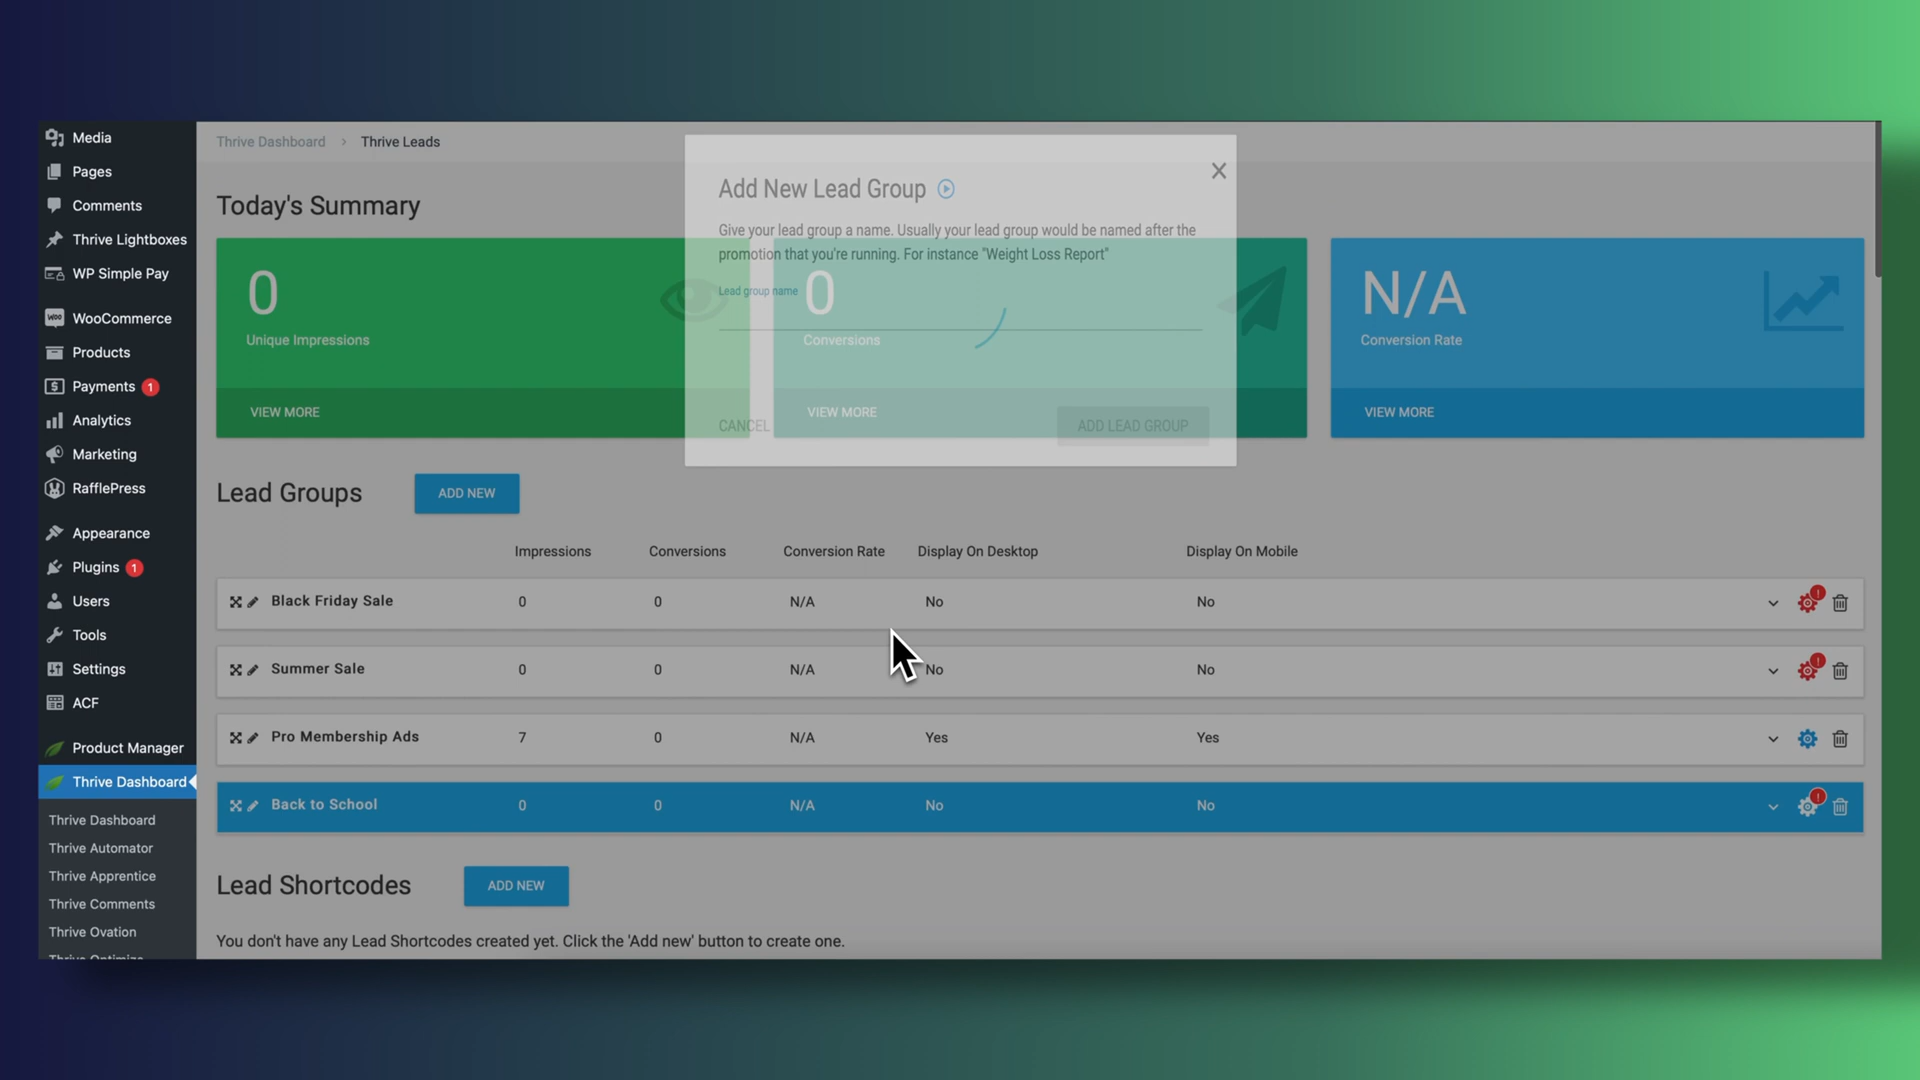 Media
Pages
Comments
Thrive Lightboxes
WP Simple Pay
WooCommerce
Products
Payments 1
Analytics
Marketing
RafflePress
Appearance
Plugins 1
Users
Tools
Settings
ACF
Product Manager
Thrive Dashboard
Thrive Dashboard
Thrive Automator
Thrive Apprentice
Thrive Comments
Thrive Ovation
Thrive Optimize
Thrive Dashboard > Thrive Leads
Today's Summary
0
Unique Impressions
VIEW MORE
0
Conversions
VIEW MORE
N/A
Conversion Rate
VIEW MORE
Add New Lead Group
Give your lead group a name. Usually your lead group would be named after the
promotion that you're running. For instance "Weight Loss Report"
Lead group name
CANCEL
ADD LEAD GROUP
Lead Groups
ADD NEW
Impressions Conversions Conversion Rate Display On Desktop Display On Mobile
Black Friday Sale 0 0 N/A No No
Summer Sale 0 0 N/A No No
Pro Membership Ads 7 0 N/A Yes Yes
Back to School 0 0 N/A No No
Lead Shortcodes
ADD NEW
You don't have any Lead Shortcodes created yet. Click the 'Add new' button to create one.